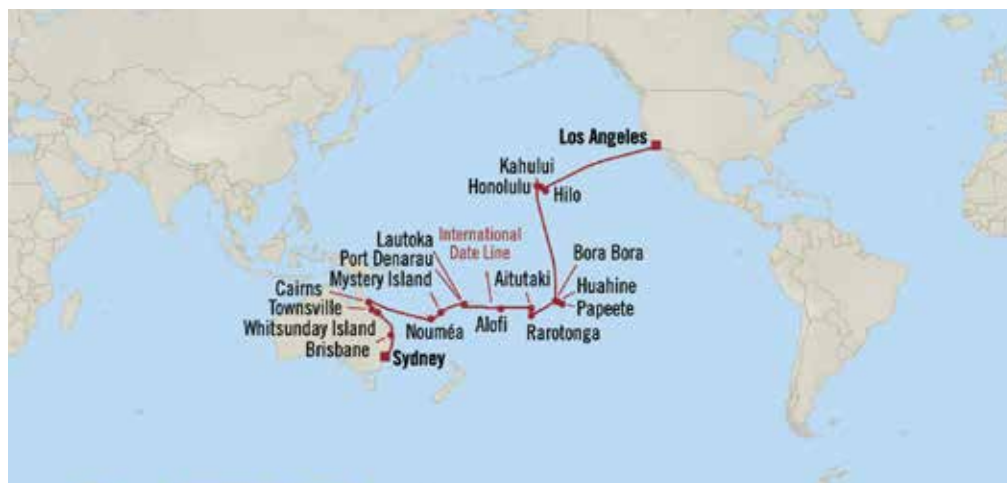 Los Angeles
Kahului
Honolulu
Hilo
Lautoka
International
Date Line
Port Denarau
Mystery Island
Aitutaki
Bora Bora
Huahine
Papeete
Cairns
Townsville
Whitsunday Island
Brisbane
Sydney
Nouméa
Alofi
Rarotonga